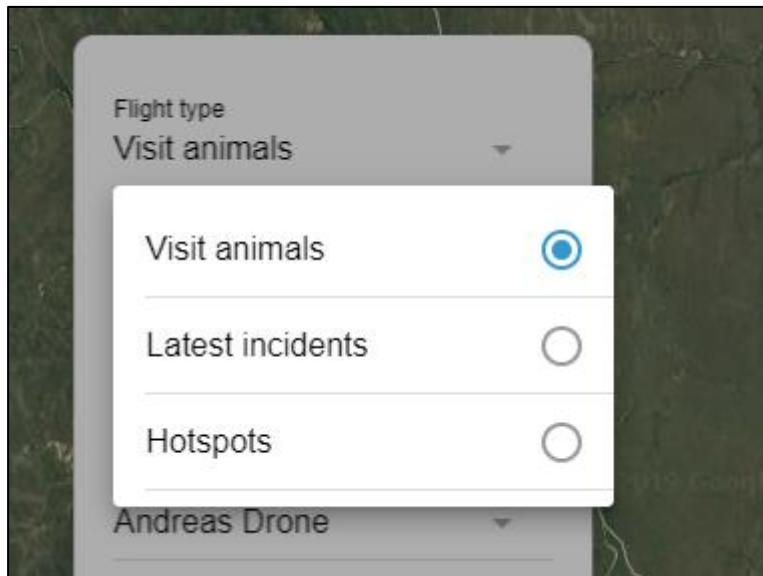 Flight type
Visit animals
Visit animals
Latest incidents
Hotspots
Andreas Drone